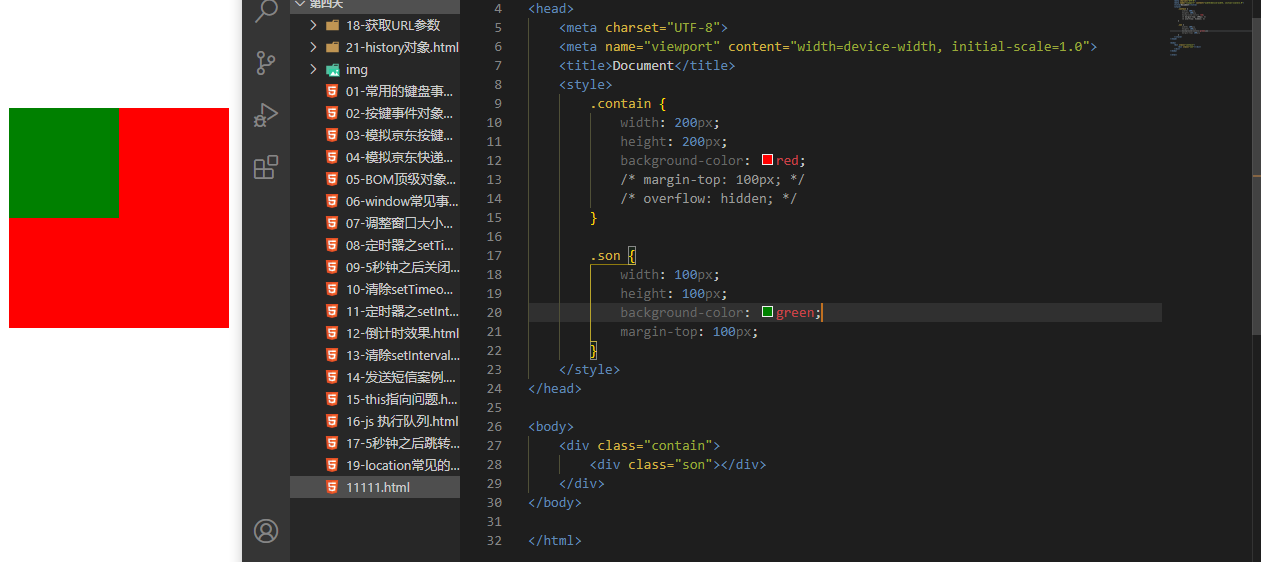 第四天
18-获取URL参数
21-history对象.html
img
01-常用的键盘事...
02-按键事件对象...
03-模拟京东按键...
04-模拟京东快递...
05-BOM顶级对象...
06-window常见事...
07-调整窗口大小...
08-定时器之setTi...
09-5秒钟之后关闭...
10-清除setTimeo...
11-定时器之setInt...
12-倒计时效果.html
13-清除setInterval...
14-发送短信案例....
15-this指向问题.h...
16-js 执行队列.html
17-5秒钟之后跳转...
19-location常见的...
11111.html
4 <head>
5 <meta charset="UTF-8">
6 <meta name="viewport" content="width=device-width, initial-scale=1.0">
7 <title>Document</title>
8 <style>
9 .contain {
10 width: 200px;
11 height: 200px;
12 background-color: red;
13 /* margin-top: 100px; */
14 /* overflow: hidden; */
15 }
16
17 .son {
18 width: 100px;
19 height: 100px;
20 background-color: green;
21 margin-top: 100px;
22 }
23 </style>
24 </head>
25
26 <body>
27 <div class="contain">
28 <div class="son"></div>
29 </div>
30 </body>
31
32 </html>